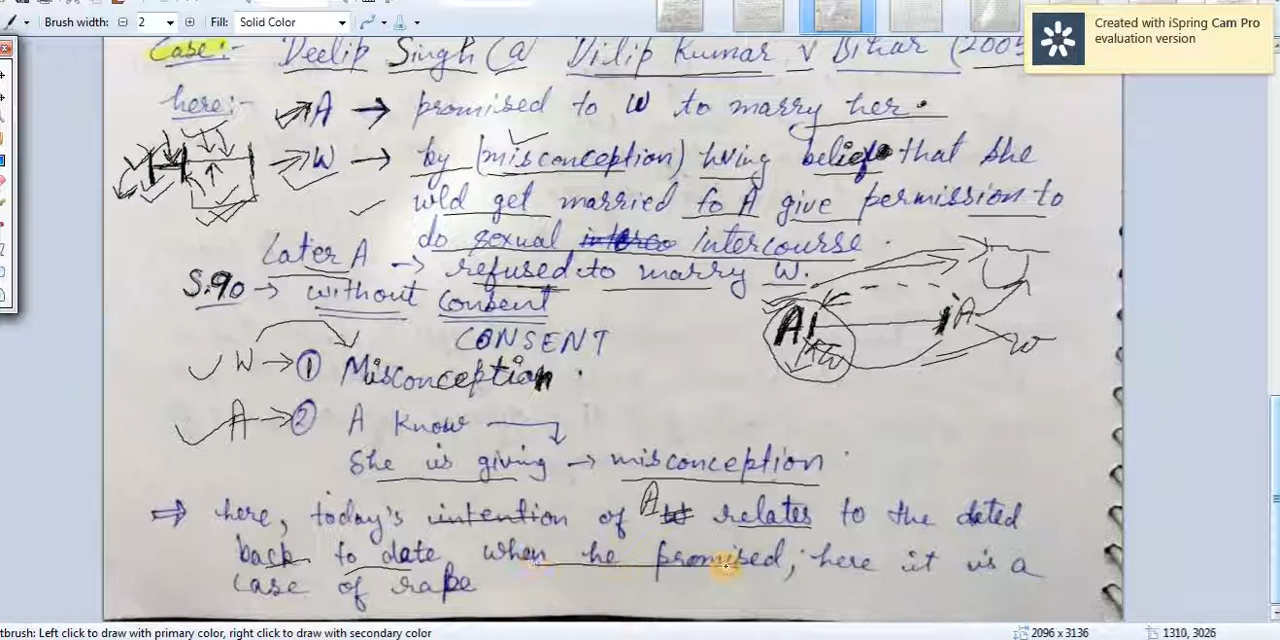 Brush width: 2 Fill: Solid Color
Created with iSpring Cam Pro
evaluation version
Case:- Deelip Singh @ Dilip Kumar v Bihar (2005
here:- A → promised to W to marry her.
W → by (misconception) hving belief that she
wld get married to A give permission to
do sexual interco intercourse.
Later A → refused to marry W.
S.90 → without Consent
CONSENT
W → ① Misconception.
A → ② A Know
She is giving → misconception.
A
A W
W
⇒ here, today's intention of A relates to the dated
back to date when he promised, here it is a
case of rape
tbrush: Left click to draw with primary color, right click to draw with secondary color
2096 x 3136 1310, 3026